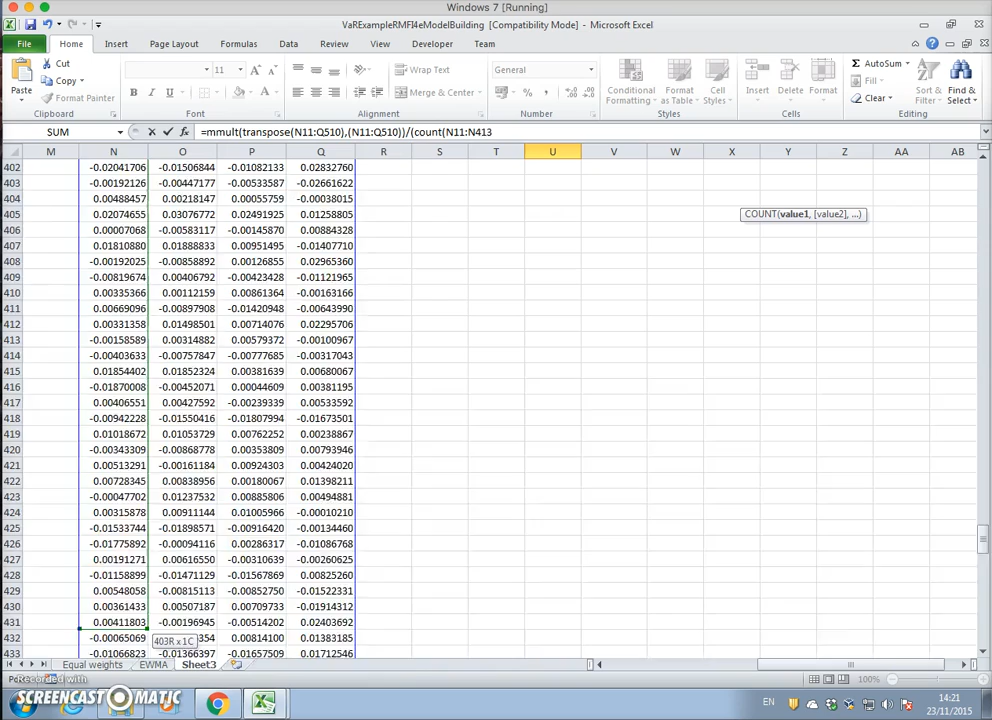 Windows 7 [Running]
VaRExampleRMFI4eModelBuilding [Compatibility Mode] - Microsoft Excel
File Home Insert Page Layout Formulas Data Review View Developer Team
Cut
Copy
Format Painter
Paste
11
B I U
Wrap Text
Merge & Center
General
Conditional Formatting
Format as Table
Cell Styles
Insert
Delete
Format
AutoSum
Fill
Clear
Sort & Filter
Find & Select
Clipboard Font Alignment Number Styles Cells Editing
SUM =mmult(transpose(N11:Q510),(N11:Q510))/(count(N11:N413
M N O P Q R S T U V W X Y Z AA AB
402 -0.02041706 -0.01506844 -0.01082133 0.02832760
403 -0.00192126 -0.00447177 -0.00533587 -0.02661622
404 0.00488457 0.00218147 0.00055759 -0.00038015
405 0.02074655 0.03076772 0.02491925 0.01258805
COUNT(value1, [value2], ...)
406 0.00007068 -0.00583117 -0.00145870 0.00884328
407 0.01810880 0.01888833 0.00951495 -0.01407710
408 -0.00192025 -0.00858892 0.00126855 0.02965360
409 -0.00819674 0.00406792 -0.00423428 -0.01121965
410 0.00335366 0.00112159 0.00861364 -0.00163166
411 0.00669096 -0.00897908 -0.01420948 -0.00643990
412 0.00331358 0.01498501 0.00714076 0.02295706
413 -0.00158589 0.00314882 0.00579372 -0.00100967
414 -0.00403633 -0.00757847 -0.00777685 -0.00317043
415 0.01854402 0.01852324 0.00381639 0.00680067
416 -0.01870008 -0.00452071 0.00044609 0.00381195
417 0.00406551 0.00427592 -0.00239339 0.00533592
418 -0.00942228 -0.01550416 -0.01807994 -0.01673501
419 0.01018672 0.01053729 0.00762252 0.00238867
420 -0.00343309 -0.00868778 0.00353809 0.00793946
421 0.00513291 -0.00161184 0.00924303 0.00424020
422 0.00728345 0.00838956 0.00180067 0.01398211
423 -0.00047702 0.01237532 0.00885806 0.00494881
424 0.00315878 0.00911144 0.01005966 -0.00010210
425 -0.01533744 -0.01898571 -0.00916420 -0.00134460
426 -0.01775892 -0.00094116 0.00286317 -0.01086768
427 0.00191271 0.00616550 -0.00310639 -0.00260625
428 -0.01158899 -0.01471129 -0.01567869 0.00825260
429 0.00548058 -0.00815113 -0.00852750 -0.01522331
430 0.00361433 0.00507187 0.00709733 -0.01914312
431 0.00411803 -0.00196945 -0.00514202 0.02403692
432 -0.00065069 354 0.00814100 0.01383185
403R x 1C
433 -0.01066823 -0.01366397 -0.01657509 0.01712546
Equal weights EWMA Sheet3
100%
Recorded with
SCREENCAST-O-MATIC
EN
14:21
23/11/2015